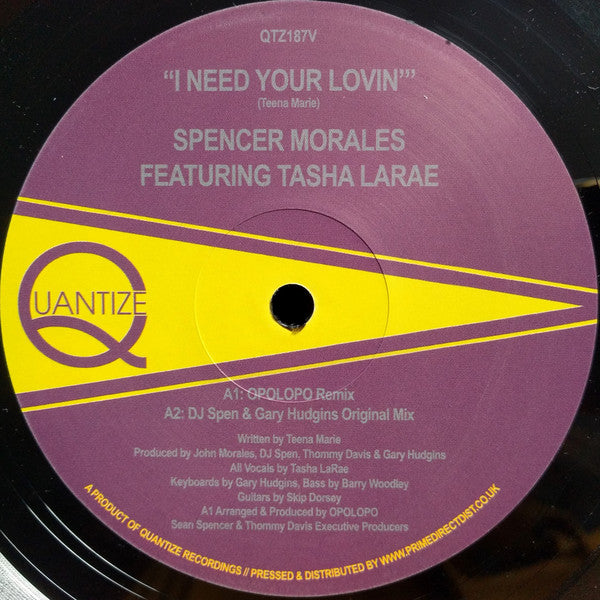 QTZ187V
“I NEED YOUR LOVIN’”
(Teena Marie)
SPENCER MORALES
FEATURING TASHA LARAE
QUANTIZE
A1: OPOLOPO Remix
A2: DJ Spen & Gary Hudgins Original Mix
Written by Teena Marie
Produced by John Morales, DJ Spen, Thommy Davis & Gary Hudgins
All Vocals by Tasha LaRae
Keyboards by Gary Hudgins, Bass by Barry Woodley
Guitars by Skip Dorsey
A1 Arranged & Produced by OPOLOPO
Sean Spencer & Thommy Davis Executive Producers
A PRODUCT OF QUANTIZE RECORDINGS // PRESSED & DISTRIBUTED BY WWW.PRIMEDIRECTDIST.CO.UK